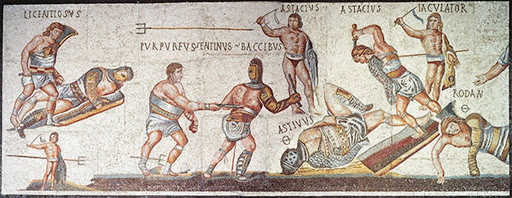 LICENTIOSVS
PVRPVREVS
ENTINVS
BACCIBVS
ASTACIVS
ASTIVVS
Ꝋ
ASTACIVS
IACVLATOR
RODAN
Ꝋ